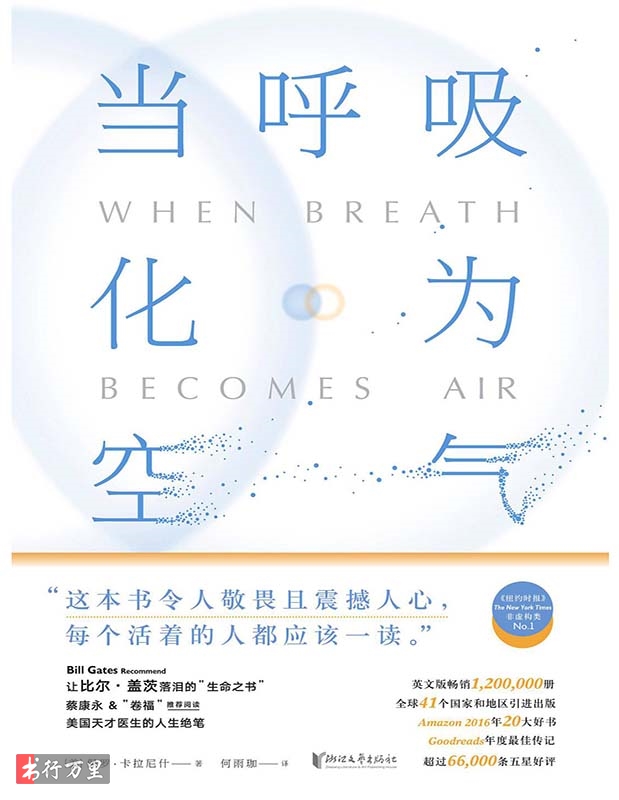 当呼吸
WHEN BREATH
化为
BECOMES AIR
空气
“这本书令人敬畏且震撼人心，
每个活着的人都应该一读。”
《纽约时报》
The New York Times
非虚构类
No.1
Bill Gates Recommend
让比尔·盖茨落泪的“生命之书”
蔡康永 & “卷福” 推荐阅读
美国天才医生的人生绝笔
英文版畅销1,200,000册
全球41个国家和地区引进出版
Amazon 2016年20大好书
Goodreads年度最佳传记
超过66,000条五星好评
罗·卡拉尼什—著 何雨珈—译
浙江文艺出版社
Zhejiang Literature & Art Publishing House
书行万里